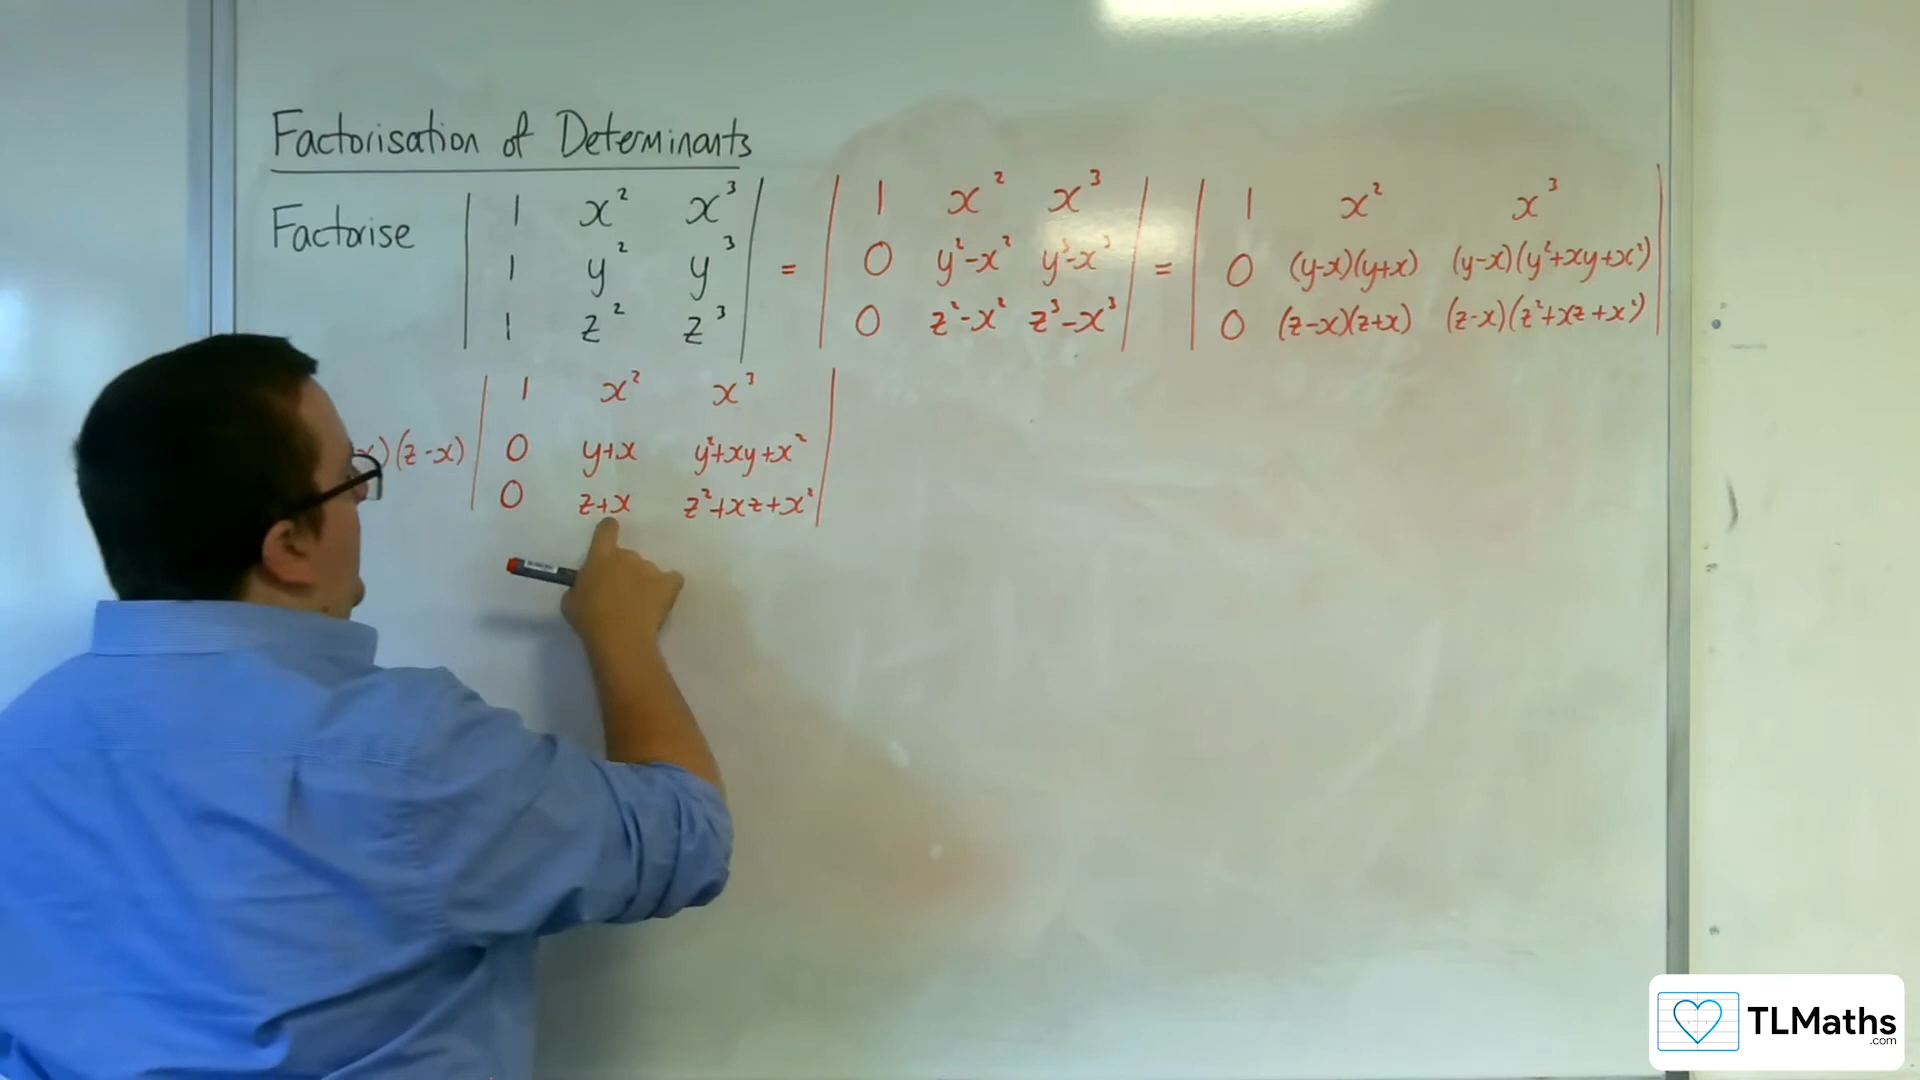 Factorisation of Determinants
Factorise | 1 x² x³ | = | 1 x² x³ | = | 1 x² x³ |
| 1 y² y³ | | 0 y²-x² y³-x³ | | 0 (y-x)(y+x) (y-x)(y²+xy+x²) |
| 1 z² z³ | | 0 z²-x² z³-x³ | | 0 (z-x)(z+x) (z-x)(z²+xz+x²) |
| 1 x² x³ |
x)(z-x) | 0 y+x y²+xy+x² |
| 0 z+x z²+xz+x² |
TLMaths
.com